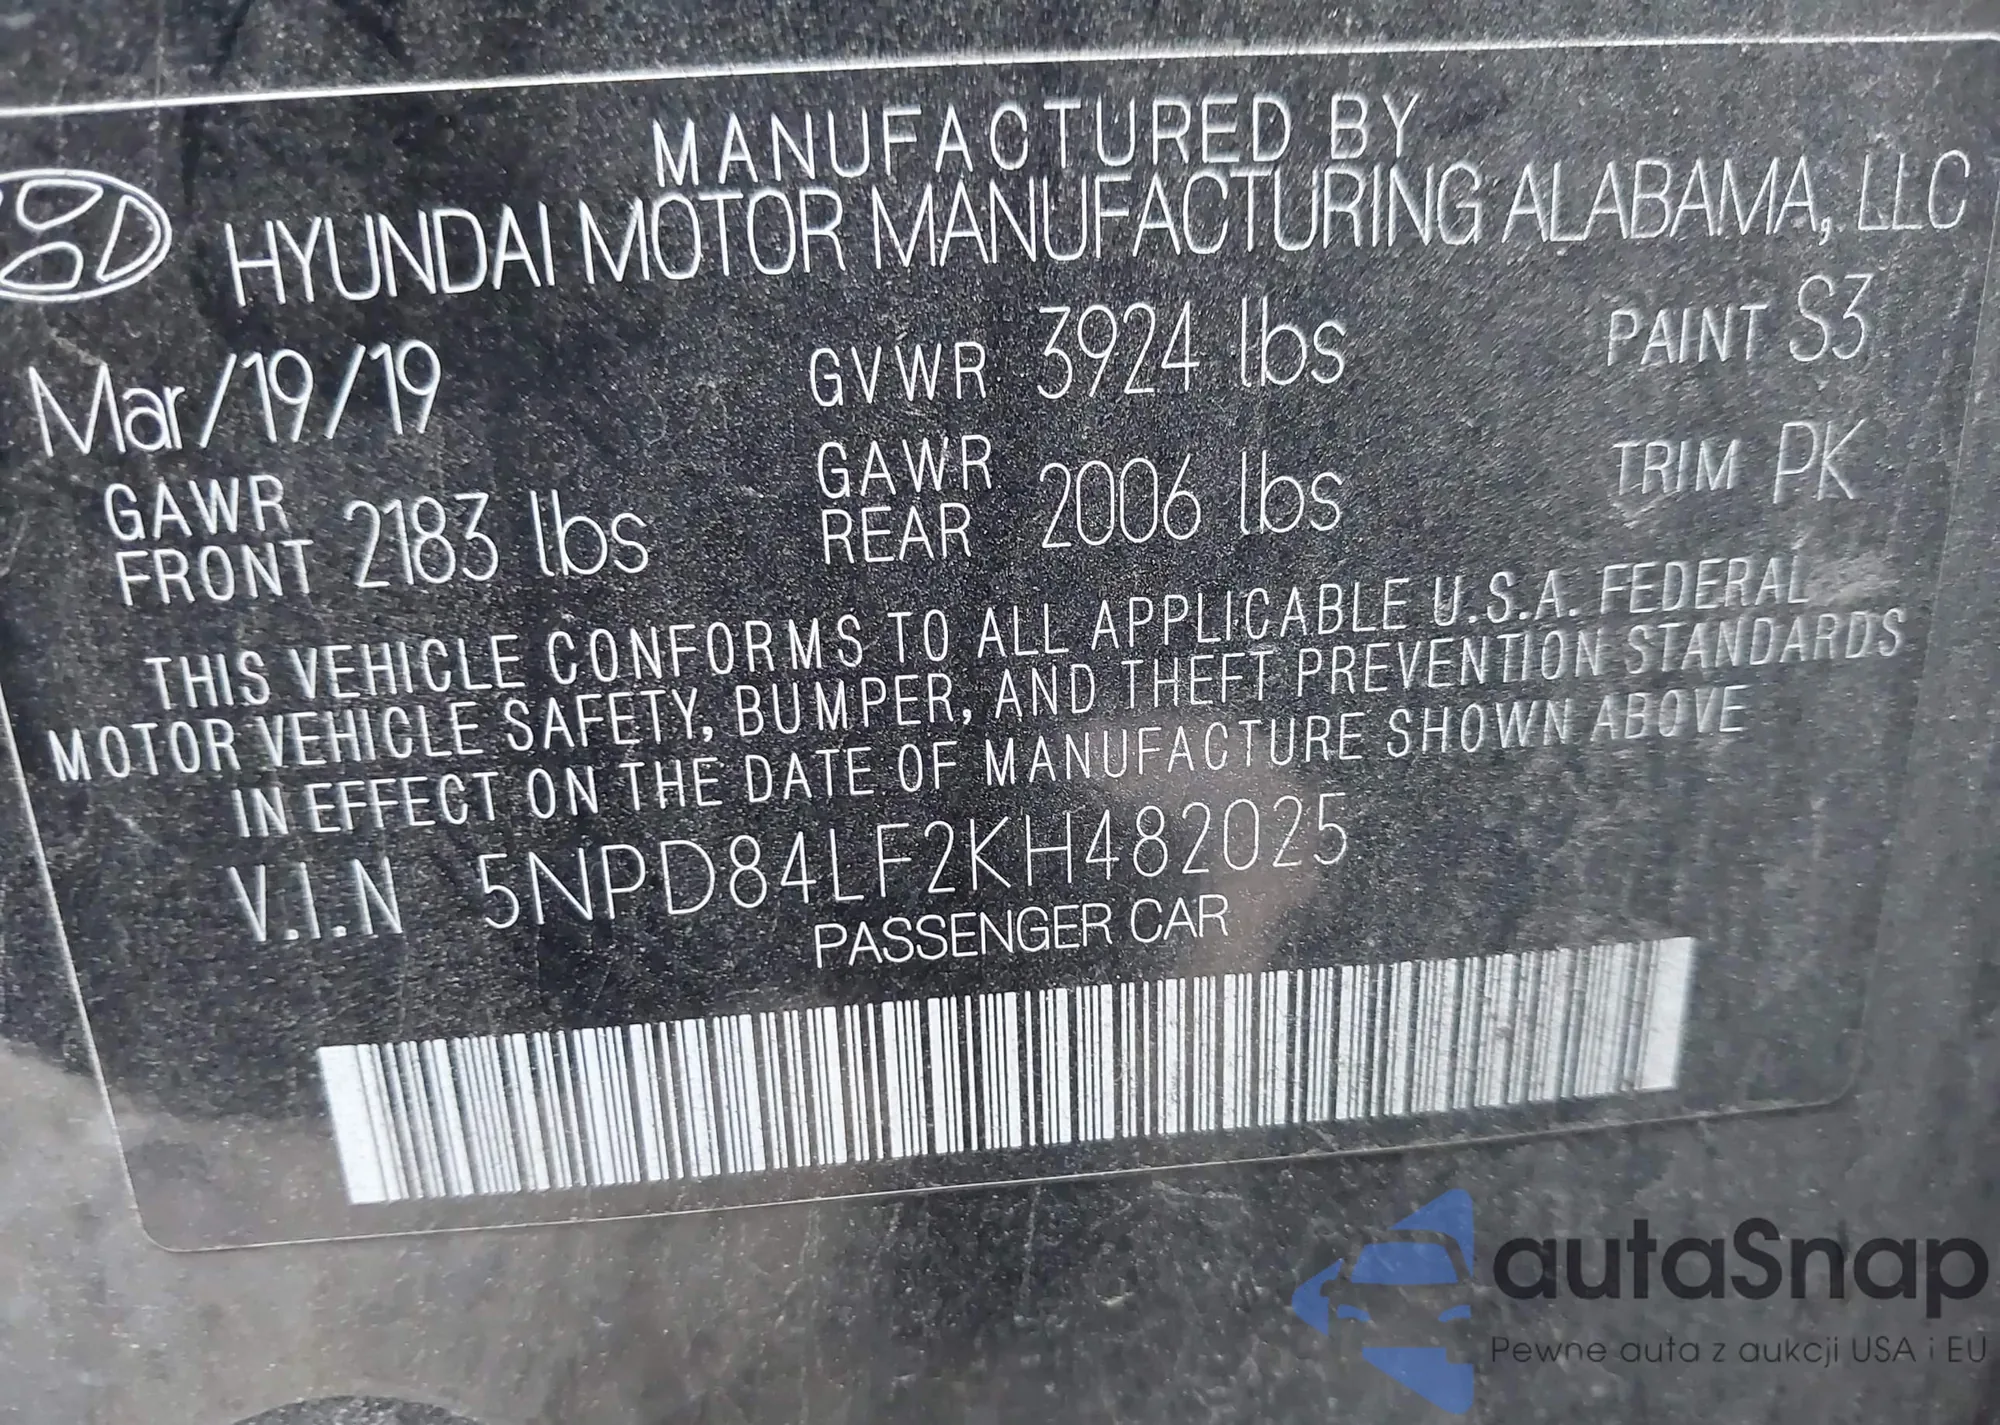 MANUFACTURED BY
HYUNDAI MOTOR MANUFACTURING ALABAMA, LLC
Mar/19/19 GVWR 3924 lbs PAINT S3
GAWR FRONT 2183 lbs GAWR REAR 2006 lbs TRIM PK
THIS VEHICLE CONFORMS TO ALL APPLICABLE U.S.A. FEDERAL
MOTOR VEHICLE SAFETY, BUMPER, AND THEFT PREVENTION STANDARDS
IN EFFECT ON THE DATE OF MANUFACTURE SHOWN ABOVE
V.I.N 5NPD84LF2KH482025
PASSENGER CAR
autaSnap
Pewne auta z aukcji USA i EU